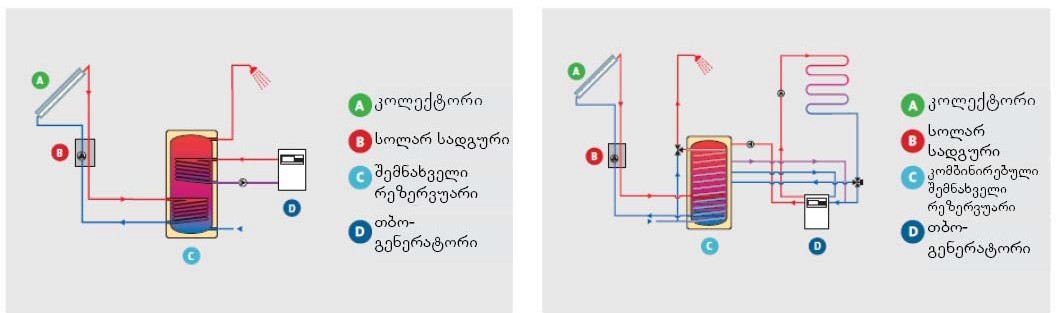 A
B
C
D
A კოლექტორი
B სოლარ სადგური
C შემნახველი
რეზერვუარი
D თბო-
გენერატორი
A
B
C
D
A კოლექტორი
B სოლარ
სადგური
C კომბინირებული
შემნახველი
რეზერვუარი
D თბო-
გენერატორი